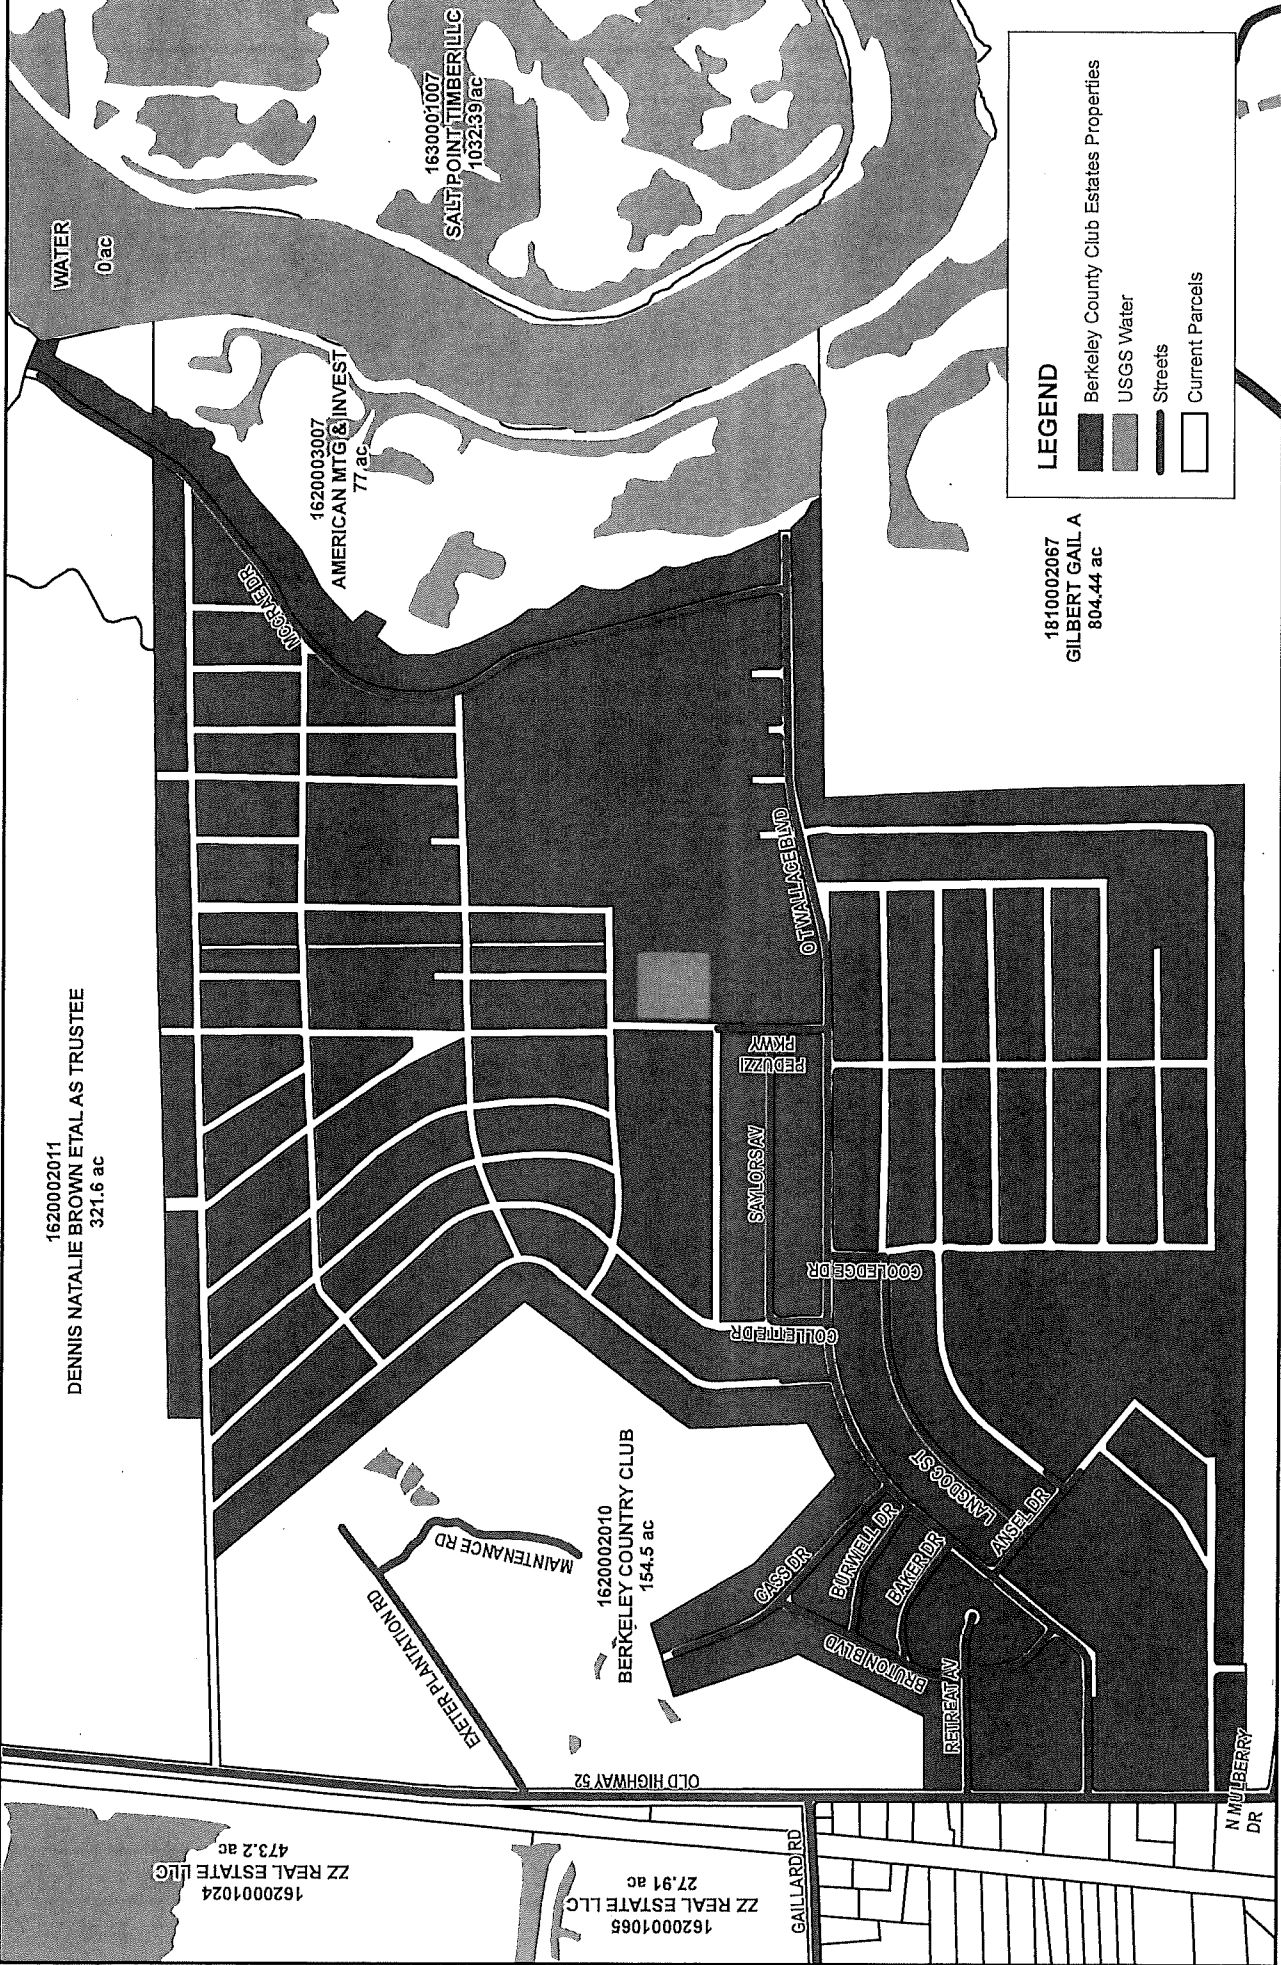 WATER
0 ac
1630001007
SALT POINT TIMBER LLC
1032.39 ac
1620003007
AMERICAN MTG & INVEST
77 ac
MCCRAE DR
1620002011
DENNIS NATALIE BROWN ETAL AS TRUSTEE
321.6 ac
LEGEND
Berkeley County Club Estates Properties
USGS Water
Streets
Current Parcels
1810002067
GILBERT GAIL A
804.44 ac
O T WALLACE BLVD
PEDUZZI
PKWY
SAYLORS AV
COOLEDGE DR
COLLETTE DR
LANGDOC ST
ANSEL DR
CASS DR
BURWELL DR
BAKER DR
BRUTON BLVD
RETREAT AV
MAINTENANCE RD
EXETER PLANTATION RD
1620002010
BERKELEY COUNTRY CLUB
154.5 ac
OLD HIGHWAY 52
N MULBERRY
DR
GAILLARD RD
1620001024
ZZ REAL ESTATE LLC
473.2 ac
1620001065
ZZ REAL ESTATE LLC
27.91 ac